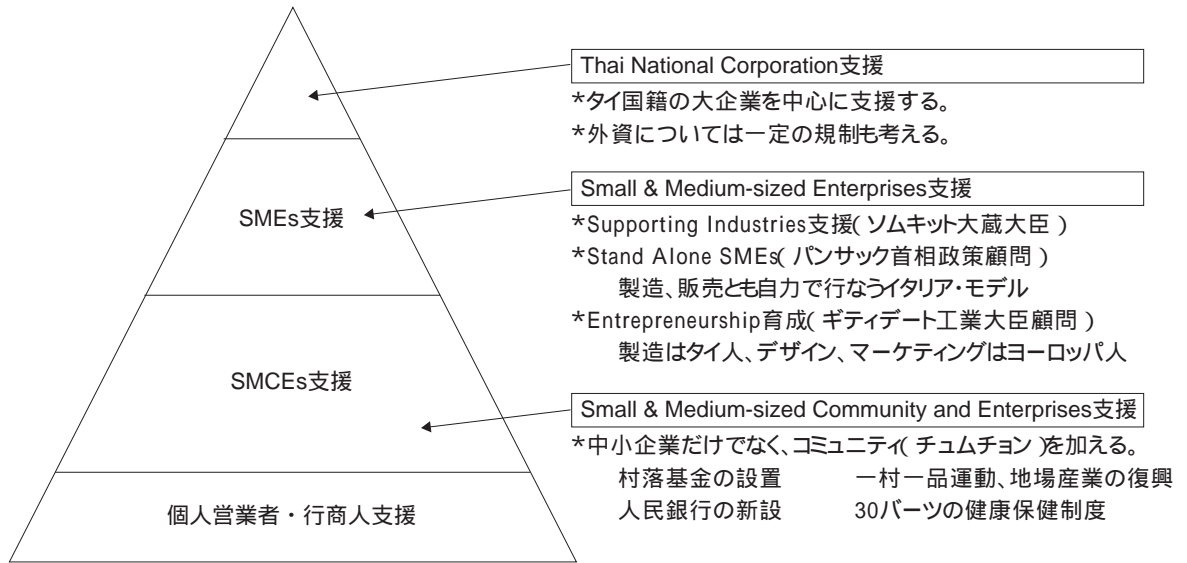 Thai National Corporation支援
*タイ国籍の大企業を中心に支援する。
*外資については一定の規制も考える。
Small & Medium-sized Enterprises支援
SMEs支援
*Supporting Industries支援(ソムキット大蔵大臣)
*Stand Alone SMEs(パンサック首相政策顧問)
製造、販売とも自力で行なうイタリア・モデル
*Entrepreneurship育成(ギティデート工業大臣顧問)
製造はタイ人、デザイン、マーケティングはヨーロッパ人
SMCEs支援
Small & Medium-sized Community and Enterprises支援
*中小企業だけでなく、コミュニティ(チュムチョン)を加える。
村落基金の設置 一村一品運動、地場産業の復興
人民銀行の新設 30バーツの健康保健制度
個人営業者・行商人支援